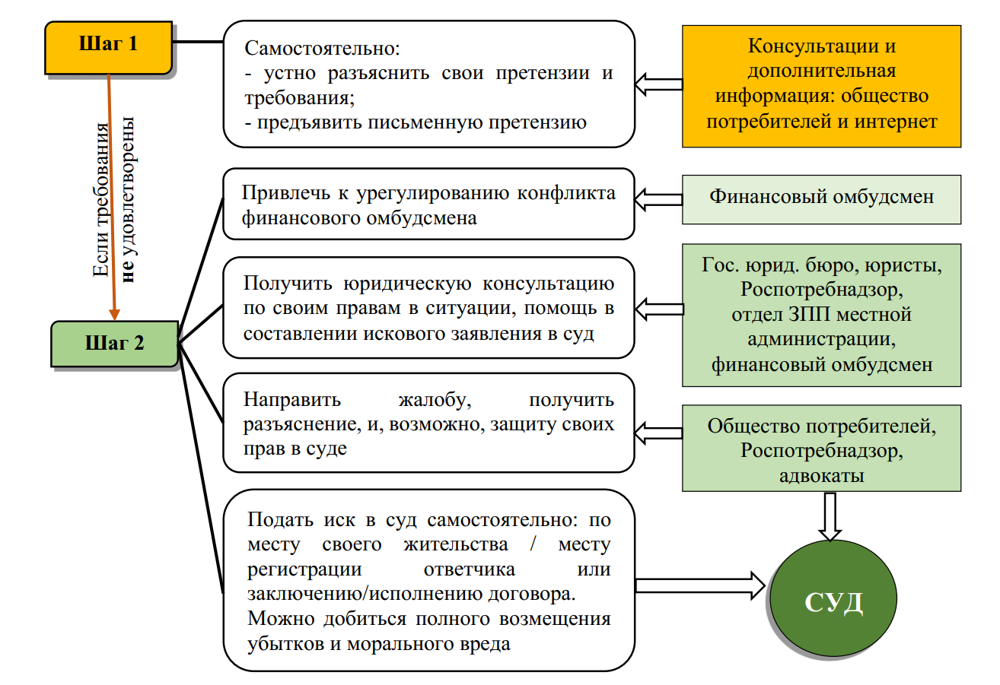 Шаг 1
Самостоятельно:
- устно разъяснить свои претензии и
требования;
- предъявить письменную претензию
Консультации и
дополнительная
информация: общество
потребителей и интернет
Если требования
не удовлетворены
Привлечь к урегулированию конфликта
финансового омбудсмена
Финансовый омбудсмен
Шаг 2
Получить юридическую консультацию
по своим правам в ситуации, помощь в
составлении искового заявления в суд
Гос. юрид. бюро, юристы,
Роспотребнадзор,
отдел ЗПП местной
администрации,
финансовый омбудсмен
Направить жалобу, получить
разъяснение, и, возможно, защиту своих
прав в суде
Общество потребителей,
Роспотребнадзор,
адвокаты
Подать иск в суд самостоятельно: по
месту своего жительства / месту
регистрации ответчика или
заключению/исполнению договора.
Можно добиться полного возмещения
убытков и морального вреда
СУД